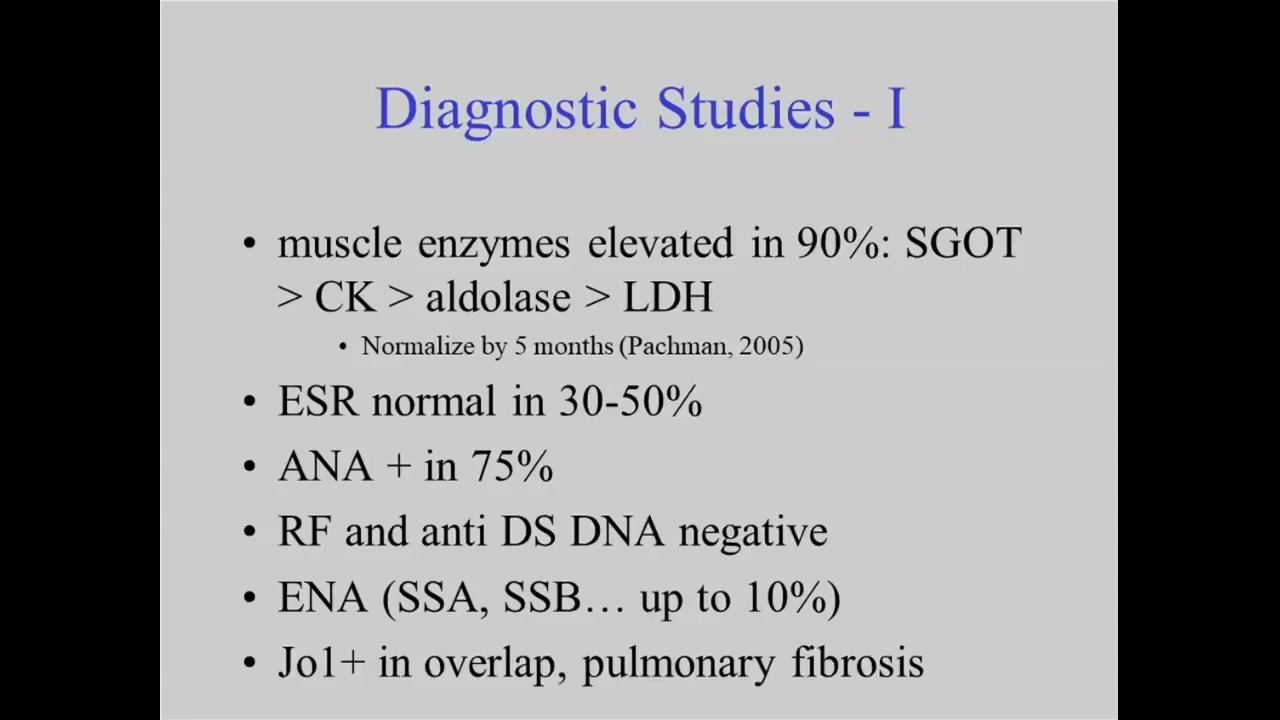 Diagnostic Studies - I
• muscle enzymes elevated in 90%: SGOT
> CK > aldolase > LDH
• Normalize by 5 months (Pachman, 2005)
• ESR normal in 30-50%
• ANA + in 75%
• RF and anti DS DNA negative
• ENA (SSA, SSB… up to 10%)
• Jo1+ in overlap, pulmonary fibrosis